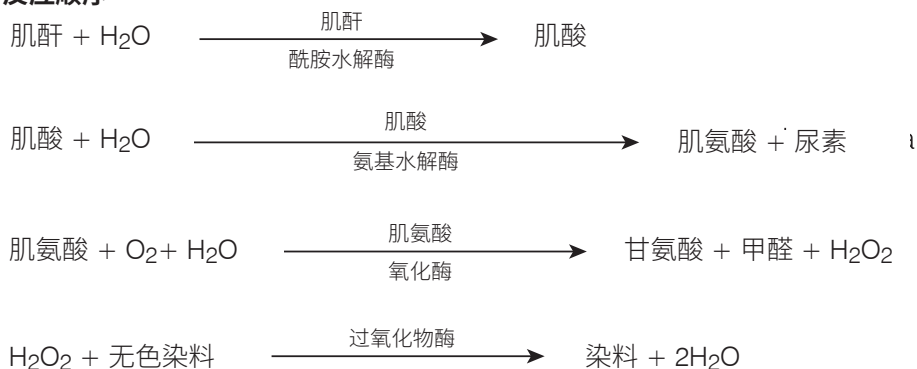 肌酐 + H2O 肌酐 酰胺水解酶 肌酸
肌酸 + H2O 肌酸 氨基水解酶 肌氨酸 + 尿素
肌氨酸 + O2+ H2O 肌氨酸 氧化酶 甘氨酸 + 甲醛 + H2O2
H2O2 + 无色染料 过氧化物酶 染料 + 2H2O